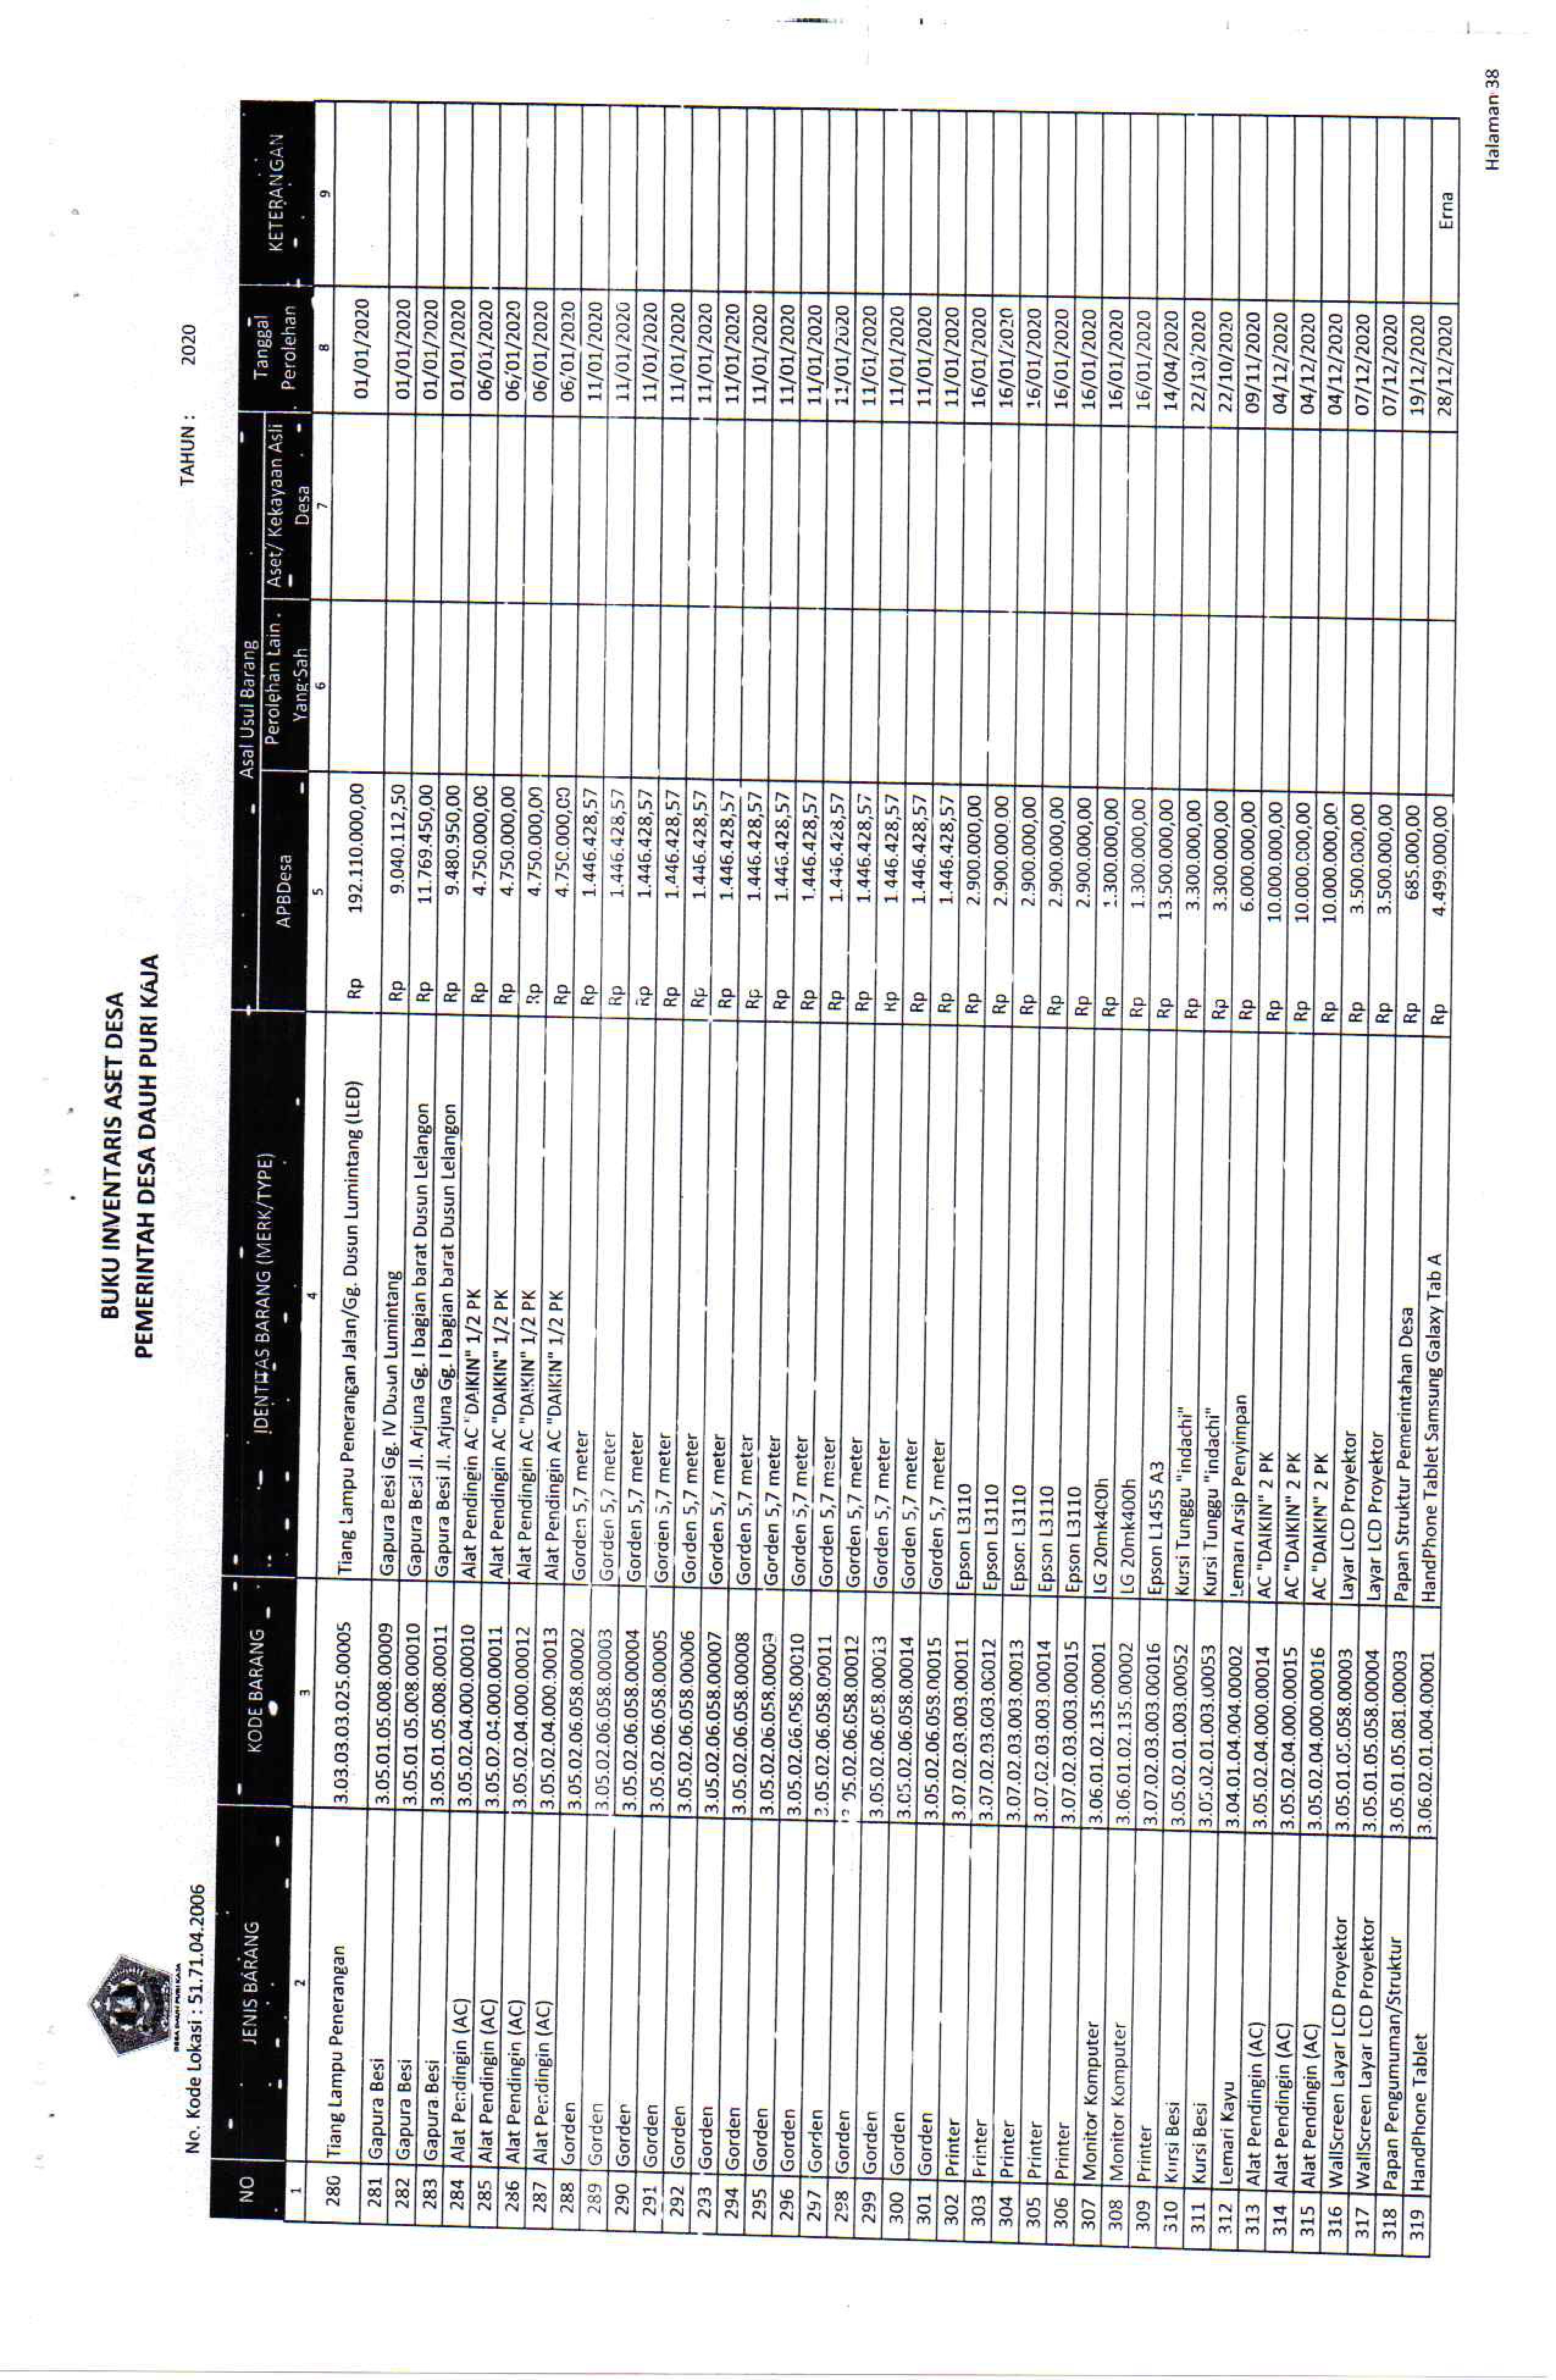 BUKU INVENTARIS ASET DESA
PEMERINTAH DESA DAUH PURI KAJA
DESA DAUH PURI KAJA
No. Kode Lokasi : 51.71.04.2006 TAHUN : 2020
NO JENIS BARANG KODE BARANG IDENTITAS BARANG (MERK/TYPE) Asal Usul Barang Tanggal Perolehan KETERANGAN
APBDesa Perolehan Lain Yang Sah Aset/ Kekayaan Asli Desa
1 2 3 4 5 6 7 8 9
280 Tiang Lampu Penerangan 3.03.03.03.025.00005 Tiang Lampu Penerangan Jalan/Gg. Dusun Lumintang (LED) Rp 192.110.000,00 01/01/2020
281 Gapura Besi 3.05.01.05.008.00009 Gapura Besi Gg. IV Dusun Lumintang Rp 9.040.112,50 01/01/2020
282 Gapura Besi 3.05.01.05.008.00010 Gapura Besi Jl. Arjuna Gg. I bagian barat Dusun Lelangon Rp 11.769.450,00 01/01/2020
283 Gapura Besi 3.05.01.05.008.00011 Gapura Besi Jl. Arjuna Gg. I bagian barat Dusun Lelangon Rp 9.480.950,00 01/01/2020
284 Alat Pendingin (AC) 3.05.02.04.000.00010 Alat Pendingin AC "DAIKIN" 1/2 PK Rp 4.750.000,00 06/01/2020
285 Alat Pendingin (AC) 3.05.02.04.000.00011 Alat Pendingin AC "DAIKIN" 1/2 PK Rp 4.750.000,00 06/01/2020
286 Alat Pendingin (AC) 3.05.02.04.000.00012 Alat Pendingin AC "DAIKIN" 1/2 PK Rp 4.750.000,00 06/01/2020
287 Alat Pendingin (AC) 3.05.02.04.000.00013 Alat Pendingin AC "DAIKIN" 1/2 PK Rp 4.750.000,00 06/01/2020
288 Gorden 3.05.02.06.058.00002 Gorden 5,7 meter Rp 1.446.428,57 11/01/2020
289 Gorden 3.05.02.06.058.00003 Gorden 5,7 meter Rp 1.446.428,57 11/01/2020
290 Gorden 3.05.02.06.058.00004 Gorden 5,7 meter Rp 1.446.428,57 11/01/2020
291 Gorden 3.05.02.06.058.00005 Gorden 5,7 meter Rp 1.446.428,57 11/01/2020
292 Gorden 3.05.02.06.058.00006 Gorden 5,7 meter Rp 1.446.428,57 11/01/2020
293 Gorden 3.05.02.06.058.00007 Gorden 5,7 meter Rp 1.446.428,57 11/01/2020
294 Gorden 3.05.02.06.058.00008 Gorden 5,7 meter Rp 1.446.428,57 11/01/2020
295 Gorden 3.05.02.06.058.00009 Gorden 5,7 meter Rp 1.446.428,57 11/01/2020
296 Gorden 3.05.02.06.058.00010 Gorden 5,7 meter Rp 1.446.428,57 11/01/2020
297 Gorden 3.05.02.06.058.00011 Gorden 5,7 meter Rp 1.446.428,57 11/01/2020
298 Gorden 3.05.02.06.058.00012 Gorden 5,7 meter Rp 1.446.428,57 11/01/2020
299 Gorden 3.05.02.06.058.00013 Gorden 5,7 meter Rp 1.446.428,57 11/01/2020
300 Gorden 3.05.02.06.058.00014 Gorden 5,7 meter Rp 1.446.428,57 11/01/2020
301 Gorden 3.05.02.06.058.00015 Gorden 5,7 meter Rp 1.446.428,57 11/01/2020
302 Printer 3.07.02.03.003.00011 Epson L3110 Rp 2.900.000,00 16/01/2020
303 Printer 3.07.02.03.003.00012 Epson L3110 Rp 2.900.000,00 16/01/2020
304 Printer 3.07.02.03.003.00013 Epson L3110 Rp 2.900.000,00 16/01/2020
305 Printer 3.07.02.03.003.00014 Epson L3110 Rp 2.900.000,00 16/01/2020
306 Printer 3.07.02.03.003.00015 Epson L3110 Rp 2.900.000,00 16/01/2020
307 Monitor Komputer 3.06.01.02.135.00001 LG 20mk400h Rp 1.300.000,00 16/01/2020
308 Monitor Komputer 3.06.01.02.135.00002 LG 20mk400h Rp 1.300.000,00 16/01/2020
309 Printer 3.07.02.03.003.00016 Epson L1455 A3 Rp 13.500.000,00 14/04/2020
310 Kursi Besi 3.05.02.01.003.00052 Kursi Tunggu "indachi" Rp 3.300.000,00 22/10/2020
311 Kursi Besi 3.05.02.01.003.00053 Kursi Tunggu "indachi" Rp 3.300.000,00 22/10/2020
312 Lemari Kayu 3.04.01.04.004.00002 Lemari Arsip Penyimpan Rp 6.000.000,00 09/11/2020
313 Alat Pendingin (AC) 3.05.02.04.000.00014 AC "DAIKIN" 2 PK Rp 10.000.000,00 04/12/2020
314 Alat Pendingin (AC) 3.05.02.04.000.00015 AC "DAIKIN" 2 PK Rp 10.000.000,00 04/12/2020
315 Alat Pendingin (AC) 3.05.02.04.000.00016 AC "DAIKIN" 2 PK Rp 10.000.000,00 04/12/2020
316 WallScreen Layar LCD Proyektor 3.05.01.05.058.00003 Layar LCD Proyektor Rp 3.500.000,00 07/12/2020
317 WallScreen Layar LCD Proyektor 3.05.01.05.058.00004 Layar LCD Proyektor Rp 3.500.000,00 07/12/2020
318 Papan Pengumuman/Struktur 3.05.01.05.081.00003 Papan Struktur Pemerintahan Desa Rp 685.000,00 19/12/2020
319 HandPhone Tablet 3.06.02.01.004.00001 HandPhone Tablet Samsung Galaxy Tab A Rp 4.499.000,00 28/12/2020 Erna
Halaman 38